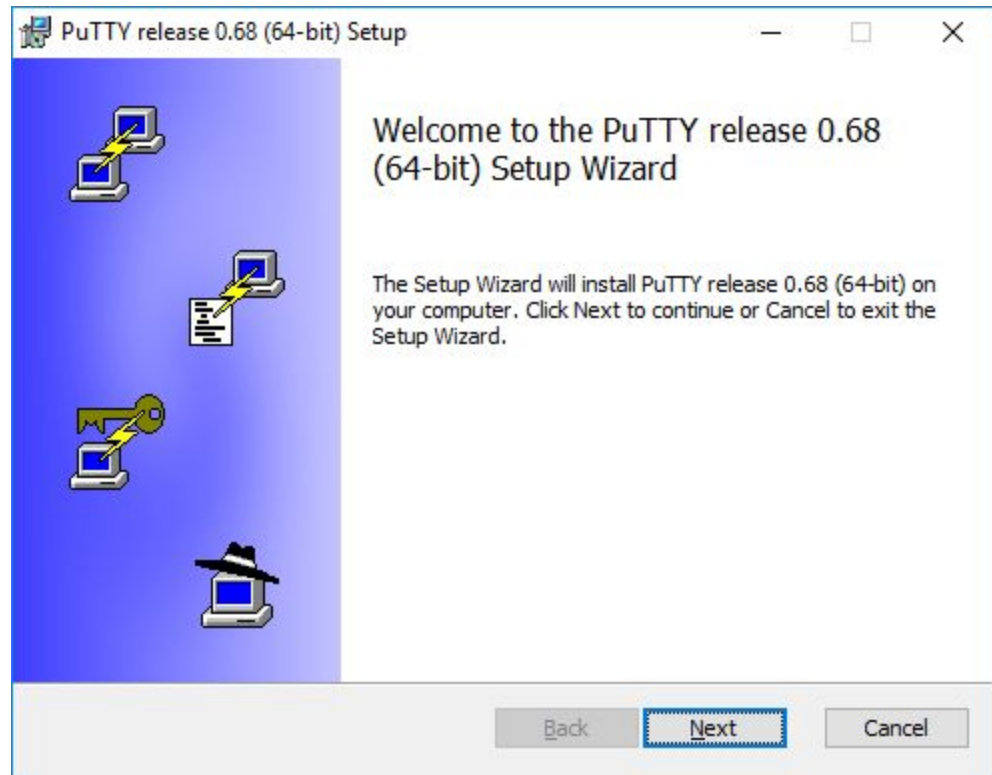 PuTTY release 0.68 (64-bit) Setup
Welcome to the PuTTY release 0.68
(64-bit) Setup Wizard
The Setup Wizard will install PuTTY release 0.68 (64-bit) on
your computer. Click Next to continue or Cancel to exit the
Setup Wizard.
Back Next Cancel